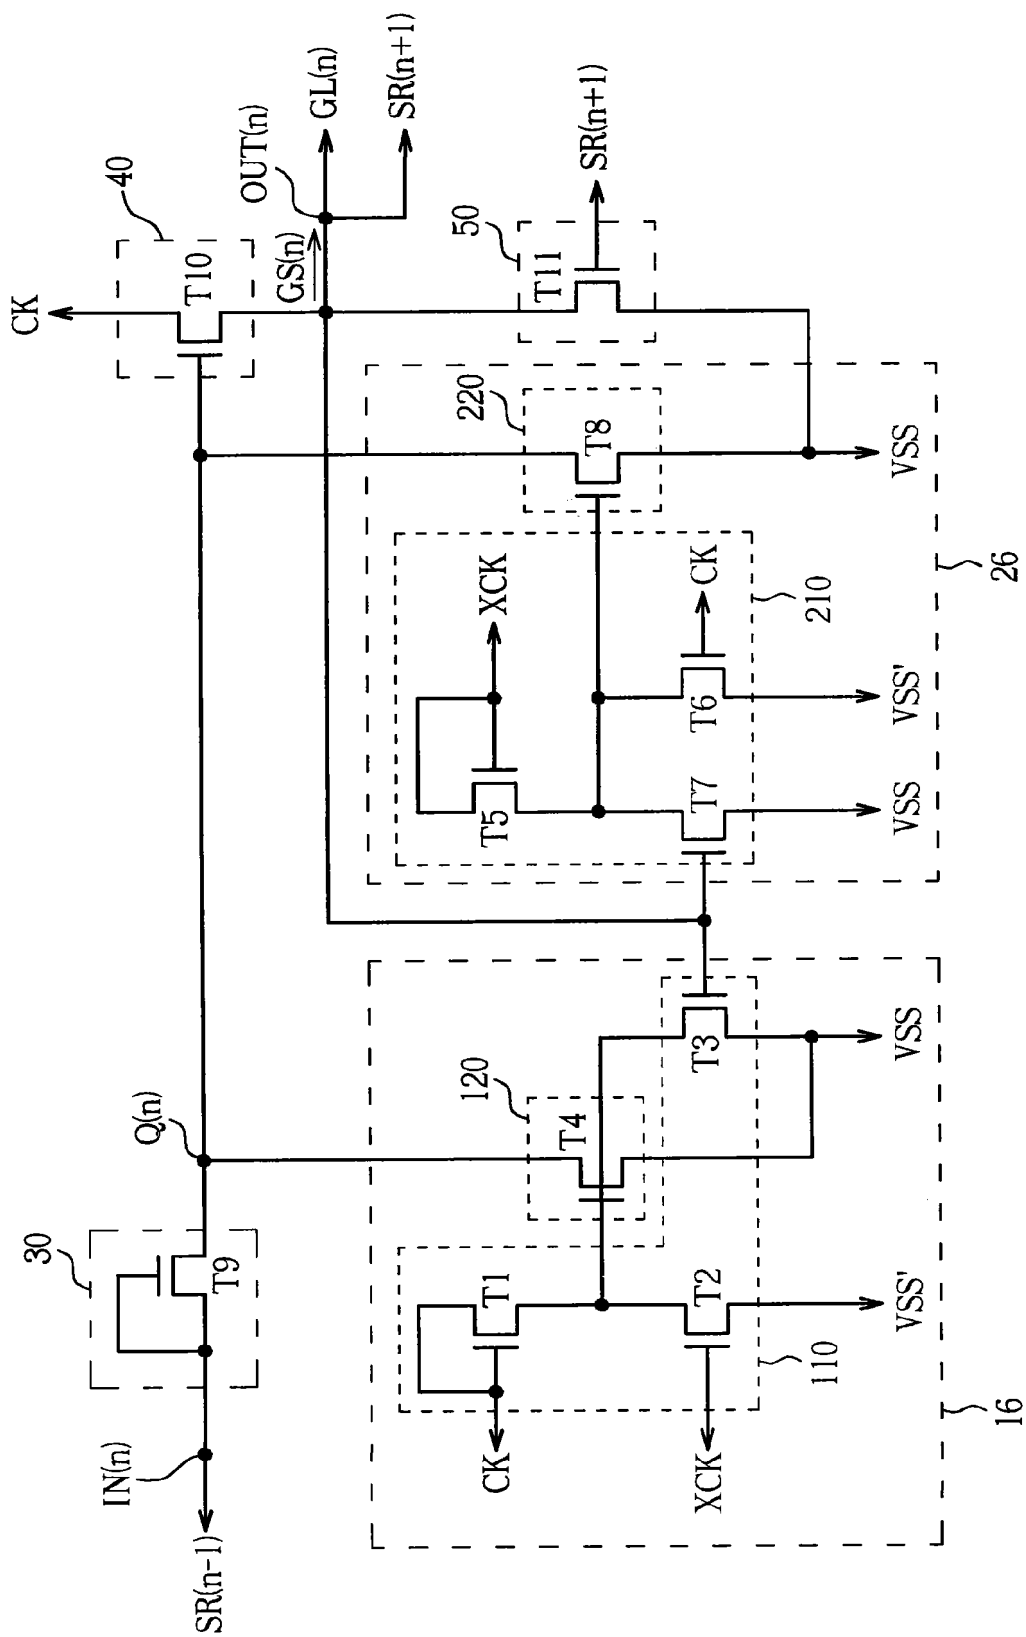 CK
40
T10
GS(n)
OUT(n)
GL(n)
SR(n+1)
50
T11
SR(n+1)
220
T8
XCK
T5
CK
T6
T7
210
VSS
VSS'
VSS
26
Q(n)
30
T9
IN(n)
SR(n-1)
120
T4
T3
T1
T2
CK
XCK
110
VSS
VSS'
16